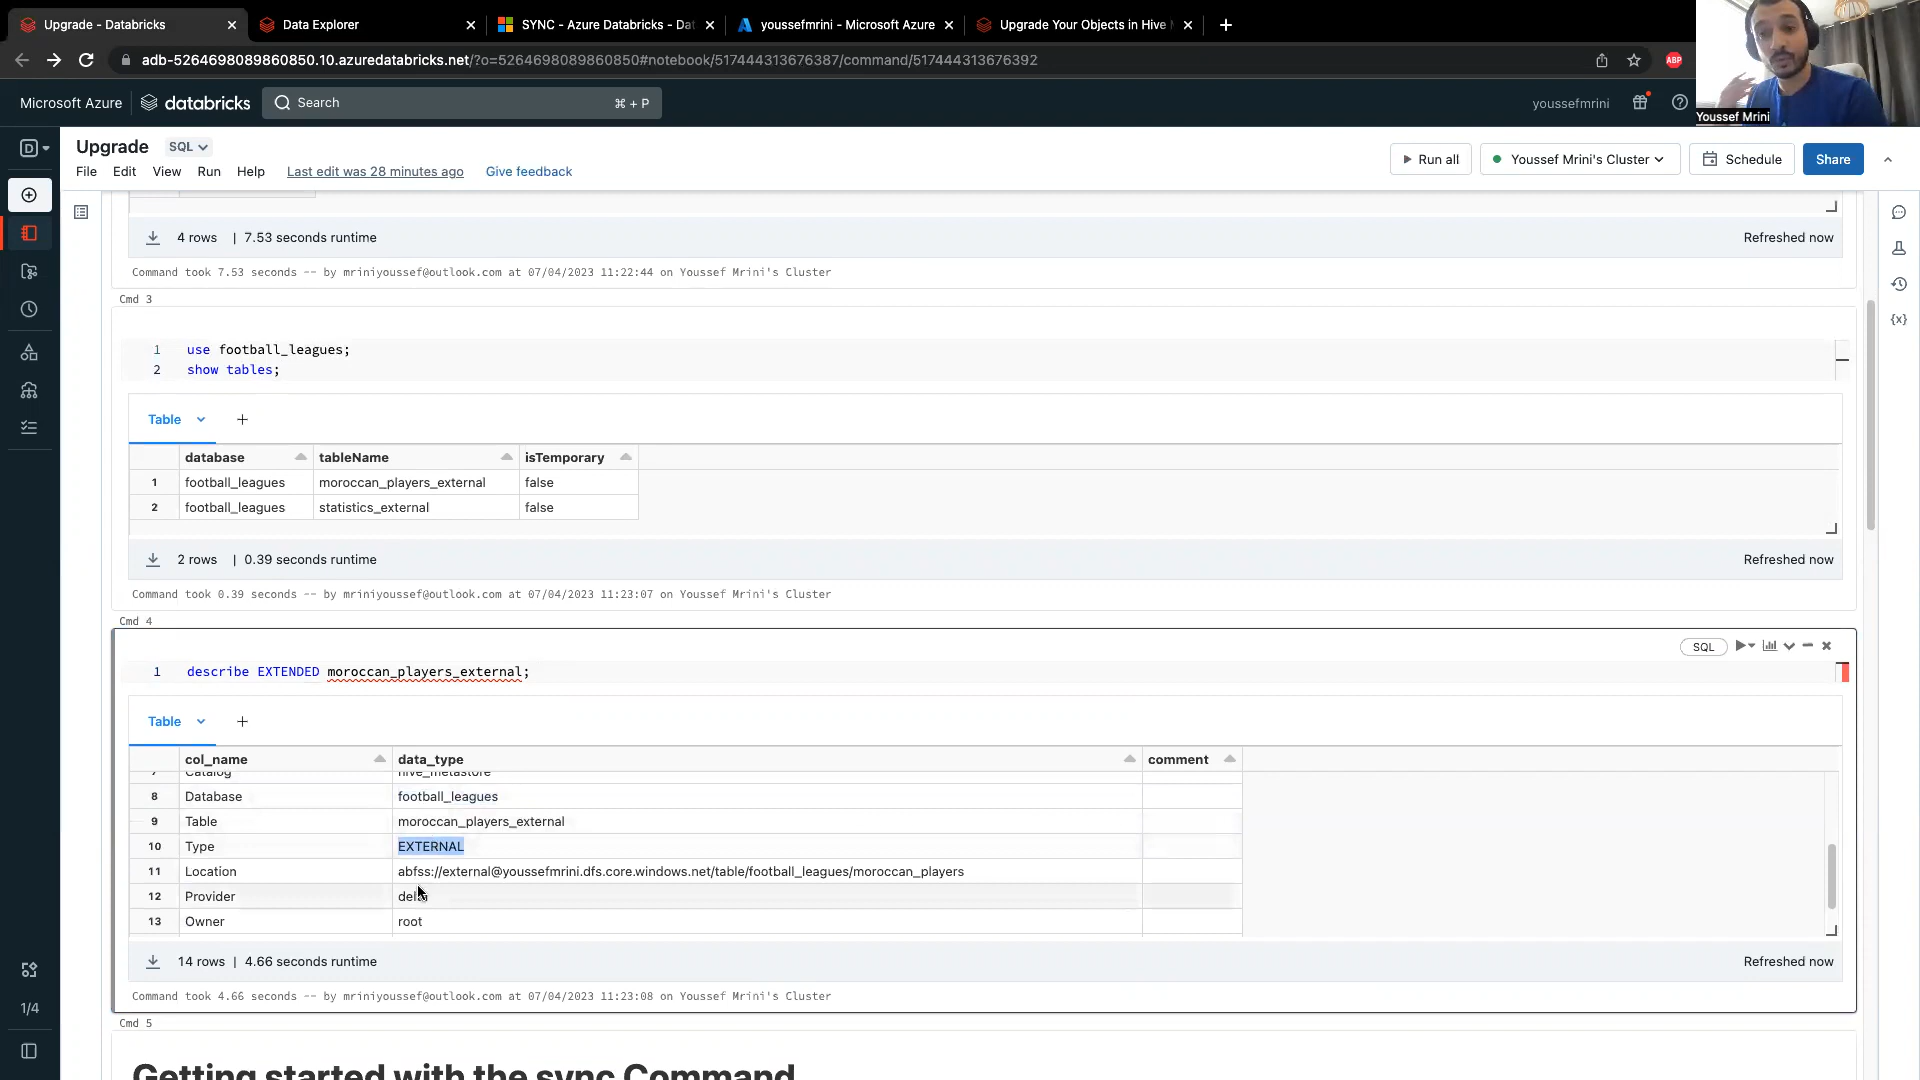 Upgrade - Databricks
Data Explorer
SYNC - Azure Databricks - Dat
youssefmrini - Microsoft Azure
Upgrade Your Objects in Hive
adb-5264698089860850.10.azuredatabricks.net/?o=5264698089860850#notebook/517444313676387/command/517444313676392
ABP
Youssef Mrini
Microsoft Azure
databricks
Search
⌘ + P
youssefmrini
D
Upgrade
SQL
Run all
Youssef Mrini's Cluster
Schedule
Share
File Edit View Run Help
Last edit was 28 minutes ago
Give feedback
4 rows | 7.53 seconds runtime
Refreshed now
Command took 7.53 seconds -- by mriniyoussef@outlook.com at 07/04/2023 11:22:44 on Youssef Mrini's Cluster
Cmd 3
1 use football_leagues;
2 show tables;
Table
database tableName isTemporary
1 football_leagues moroccan_players_external false
2 football_leagues statistics_external false
2 rows | 0.39 seconds runtime
Refreshed now
Command took 0.39 seconds -- by mriniyoussef@outlook.com at 07/04/2023 11:23:07 on Youssef Mrini's Cluster
Cmd 4
SQL
1 describe EXTENDED moroccan_players_external;
Table
col_name data_type comment
7 Catalog hive_metastore
8 Database football_leagues
9 Table moroccan_players_external
10 Type EXTERNAL
11 Location abfss://external@youssefmrini.dfs.core.windows.net/table/football_leagues/moroccan_players
12 Provider delta
13 Owner root
14 rows | 4.66 seconds runtime
Refreshed now
Command took 4.66 seconds -- by mriniyoussef@outlook.com at 07/04/2023 11:23:08 on Youssef Mrini's Cluster
1/4
Cmd 5
Getting started with the sync Command